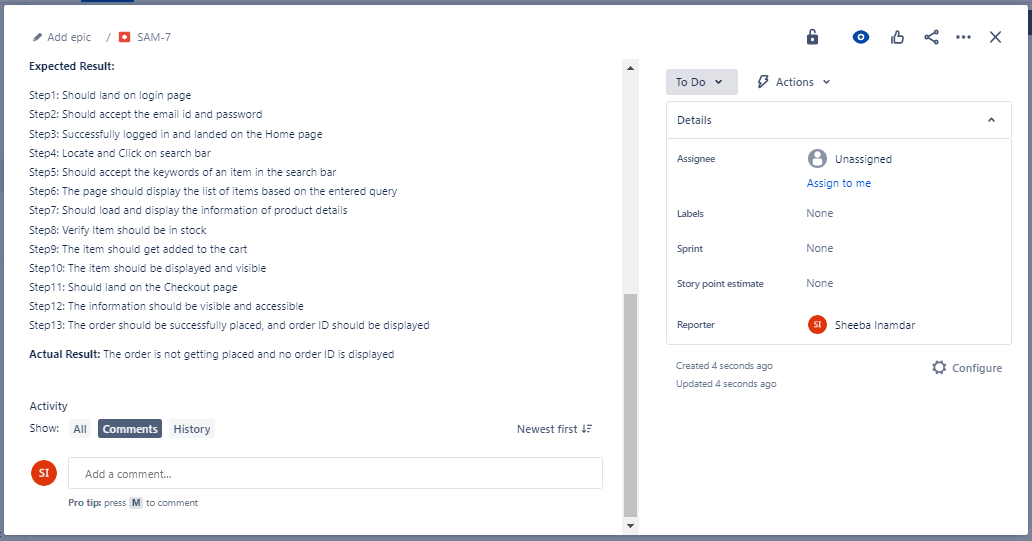 Add epic / SAM-7
Expected Result:
Step1: Should land on login page
Step2: Should accept the email id and password
Step3: Successfully logged in and landed on the Home page
Step4: Locate and Click on search bar
Step5: Should accept the keywords of an item in the search bar
Step6: The page should display the list of items based on the entered query
Step7: Should load and display the information of product details
Step8: Verify Item should be in stock
Step9: The item should get added to the cart
Step10: The item should be displayed and visible
Step11: Should land on the Checkout page
Step12: The information should be visible and accessible
Step13: The order should be successfully placed, and order ID should be displayed
Actual Result: The order is not getting placed and no order ID is displayed
Activity
Show: All Comments History Newest first
SI Add a comment...
Pro tip: press M to comment
To Do Actions
Details
Assignee Unassigned
Assign to me
Labels None
Sprint None
Story point estimate None
Reporter SI Sheeba Inamdar
Created 4 seconds ago
Updated 4 seconds ago
Configure